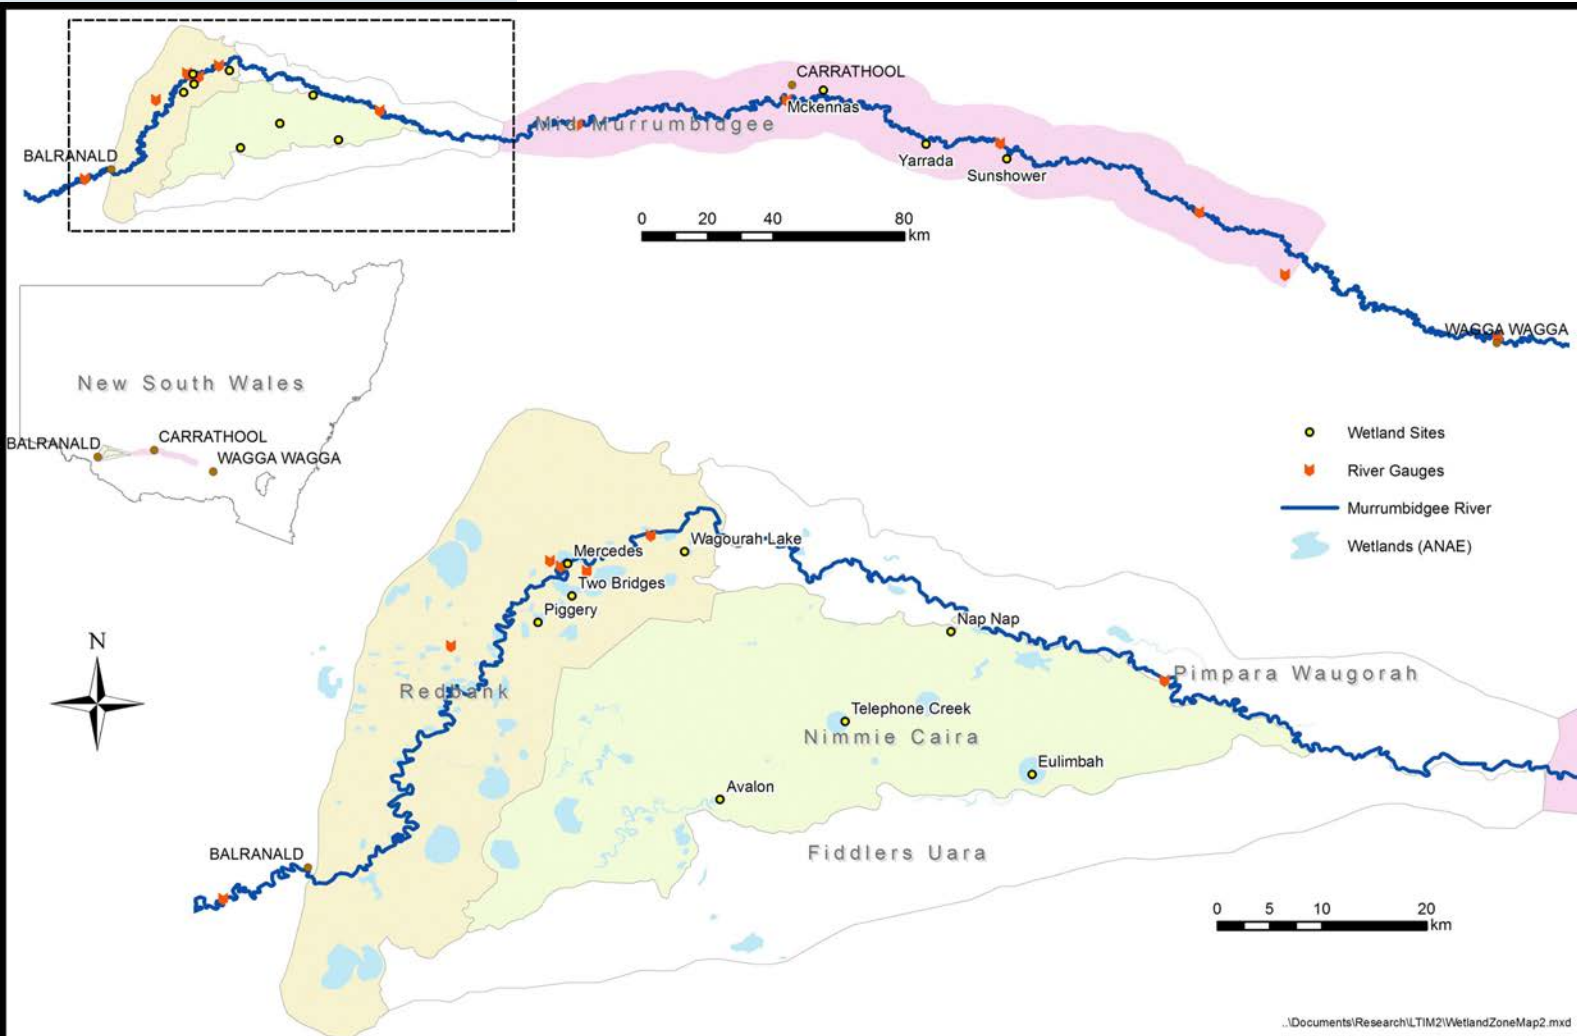 CARRATHOOL
Mckennas
Mid Murrumbidgee
BALRANALD
Yarrada
Sunshower
0 20 40 80
km
WAGGA WAGGA
New South Wales
BALRANALD
CARRATHOOL
WAGGA WAGGA
Wetland Sites
River Gauges
Murrumbidgee River
Wetlands (ANAE)
Mercedes
Wagourah Lake
Two Bridges
Piggery
Nap Nap
N
Redbank
Pimpara Waugorah
Telephone Creek
Nimmie Caira
Eulimbah
Avalon
BALRANALD
Fiddlers Uara
0 5 10 20
km
..\Documents\Research\LTIM2\WetlandZoneMap2.mxd